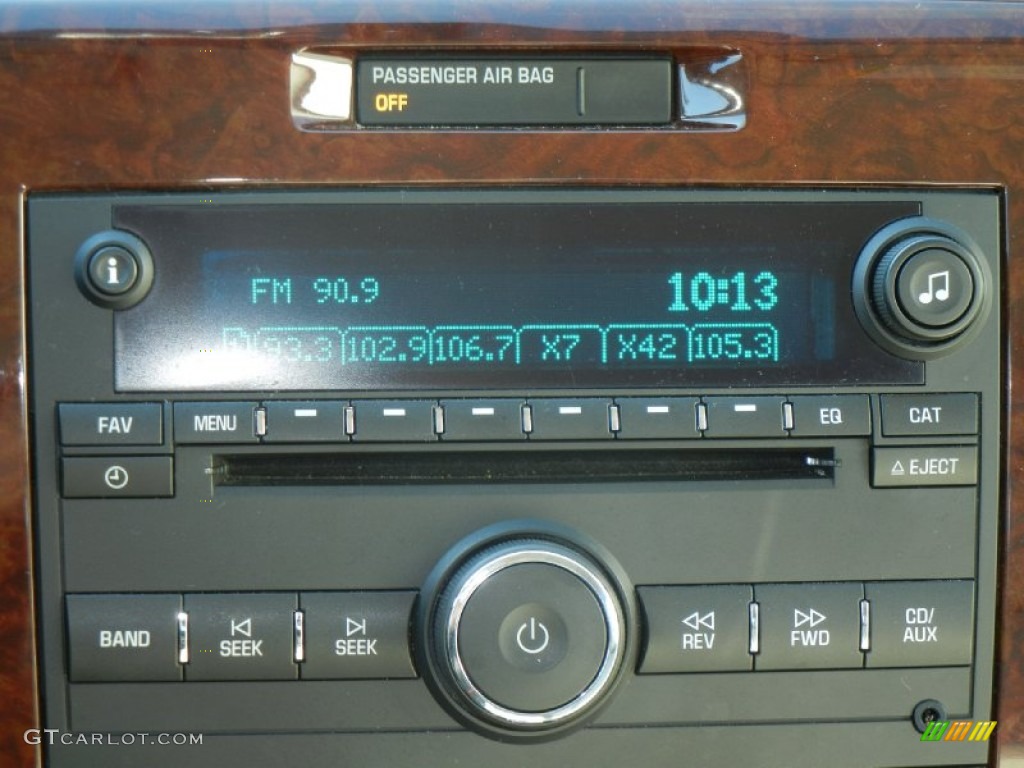 PASSENGER AIR BAG
OFF
FM 90.9 10:13
93.3 102.9 106.7 X7 X42 105.3
FAV MENU EQ CAT
EJECT
BAND SEEK SEEK REV FWD CD/
AUX
GTCARLOT.COM